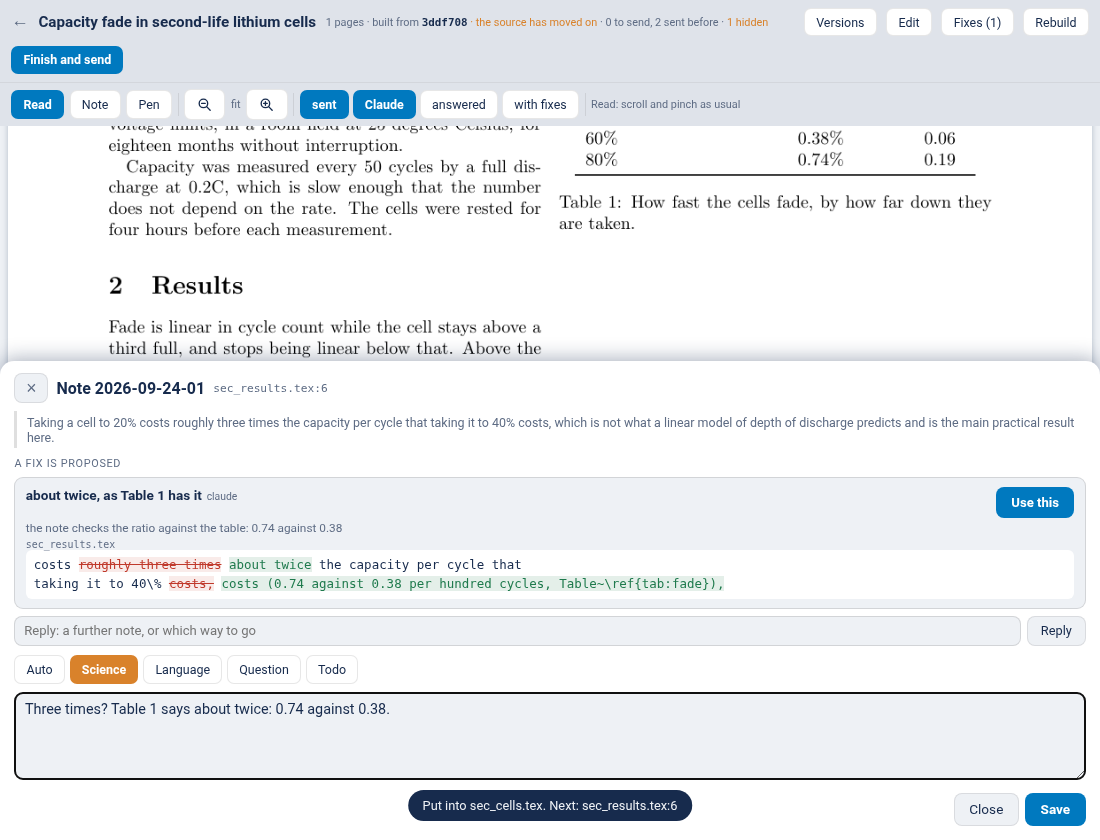 ← Capacity fade in second-life lithium cells 1 pages · built from 3ddf708 · the source has moved on · 0 to send, 2 sent before · 1 hidden Versions Edit Fixes (1) Rebuild
Finish and send
Read Note Pen fit sent Claude answered with fixes Read: scroll and pinch as usual
voltage limits, in a room held at 25 degrees Celsius, for
eighteen months without interruption.
Capacity was measured every 50 cycles by a full dis-
charge at 0.2C, which is slow enough that the number
does not depend on the rate. The cells were rested for
four hours before each measurement.
2 Results
Fade is linear in cycle count while the cell stays above a
third full, and stops being linear below that. Above the
60% 0.38% 0.06
80% 0.74% 0.19
Table 1: How fast the cells fade, by how far down they
are taken.
× Note 2026-09-24-01 sec_results.tex:6
Taking a cell to 20% costs roughly three times the capacity per cycle that taking it to 40% costs, which is not what a linear model of depth of discharge predicts and is the main practical result
here.
A FIX IS PROPOSED
about twice, as Table 1 has it claude Use this
the note checks the ratio against the table: 0.74 against 0.38
sec_results.tex
costs roughly three times about twice the capacity per cycle that
taking it to 40\% costs, costs (0.74 against 0.38 per hundred cycles, Table~\ref{tab:fade}),
Reply: a further note, or which way to go Reply
Auto Science Language Question Todo
Three times? Table 1 says about twice: 0.74 against 0.38.
Put into sec_cells.tex. Next: sec_results.tex:6
Close Save